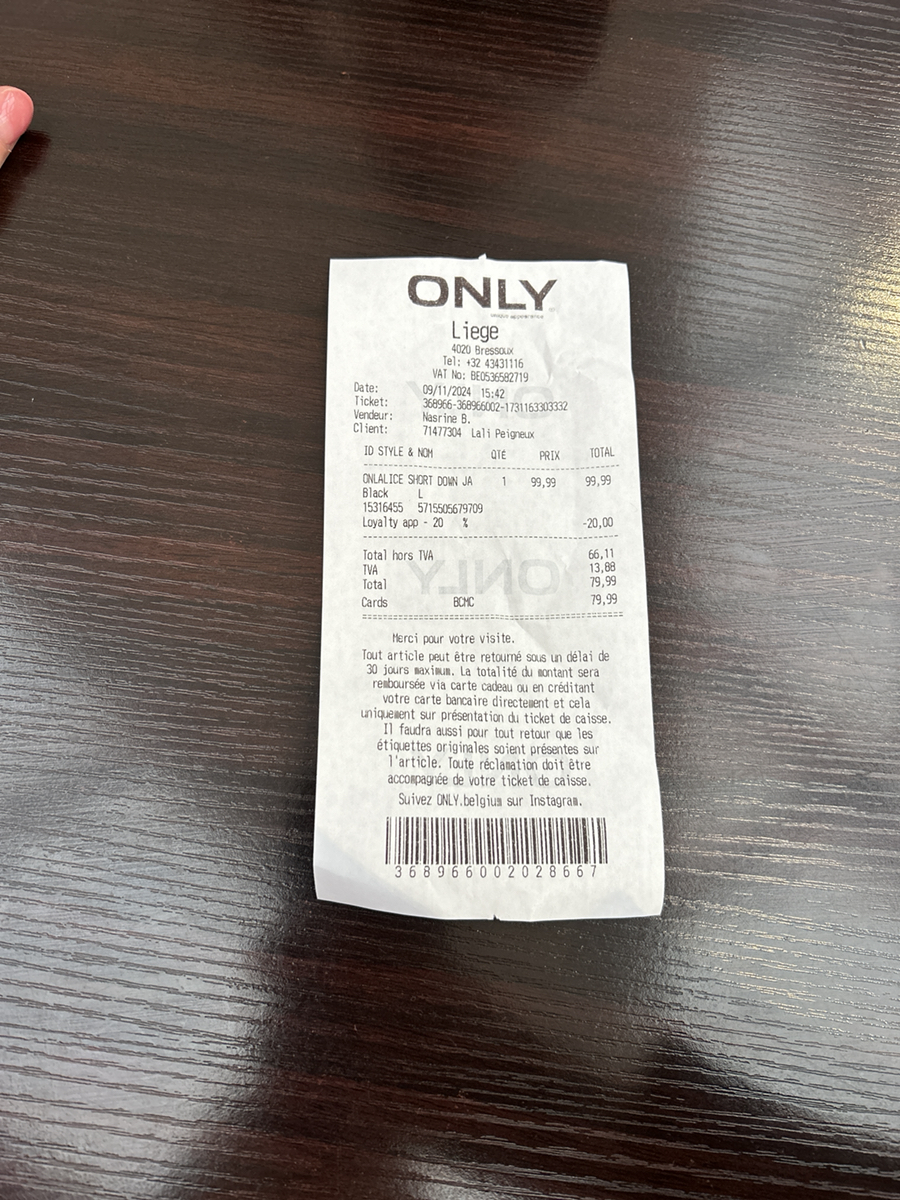 ONLY
Liege
4020 Bressoux
Tel: +32 43431116
VAT No: BE0536582719
Date: 09/11/2024 15:42
Ticket: 368966-368966002-1731163303332
Vendeur: Nasrine B.
Client: 71477304 Lali Peigneux
ID STYLE & NOM QTÉ PRIX TOTAL
ONLALICE SHORT DOWN JA 1 99,99 99,99
Black L
15316455 5715505679709
Loyalty app - 20 % -20,00
Total hors TVA 66,11
TVA 13,88
Total 79,99
Cards BCMC 79,99
Merci pour votre visite.
Tout article peut être retourné sous un délai de
30 jours maximum. La totalité du montant sera
remboursée via carte cadeau ou en créditant
votre carte bancaire directement et cela
uniquement sur présentation du ticket de caisse.
Il faudra aussi pour tout retour que les
étiquettes originales soient présentes sur
l'article. Toute réclamation doit être
accompagnée de votre ticket de caisse.
Suivez ONLY.belgium sur Instagram.
368966002028667